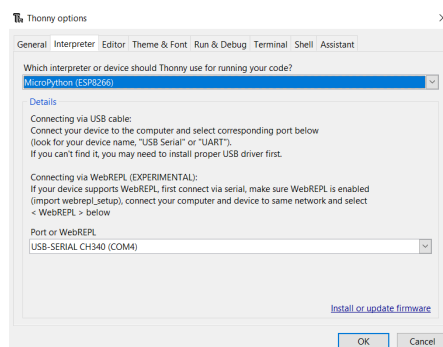 Thonny options
General Interpreter Editor Theme & Font Run & Debug Terminal Shell Assistant
Which interpreter or device should Thonny use for running your code?
MicroPython (ESP8266)
Details
Connecting via USB cable:
Connect your device to the computer and select corresponding port below
(look for your device name, "USB Serial" or "UART").
If you can't find it, you may need to install proper USB driver first.
Connecting via WebREPL (EXPERIMENTAL):
If your device supports WebREPL, first connect via serial, make sure WebREPL is enabled
(import webrepl_setup), connect your computer and device to same network and select
< WebREPL > below
Port or WebREPL
USB-SERIAL CH340 (COM4)
Install or update firmware
OK Cancel